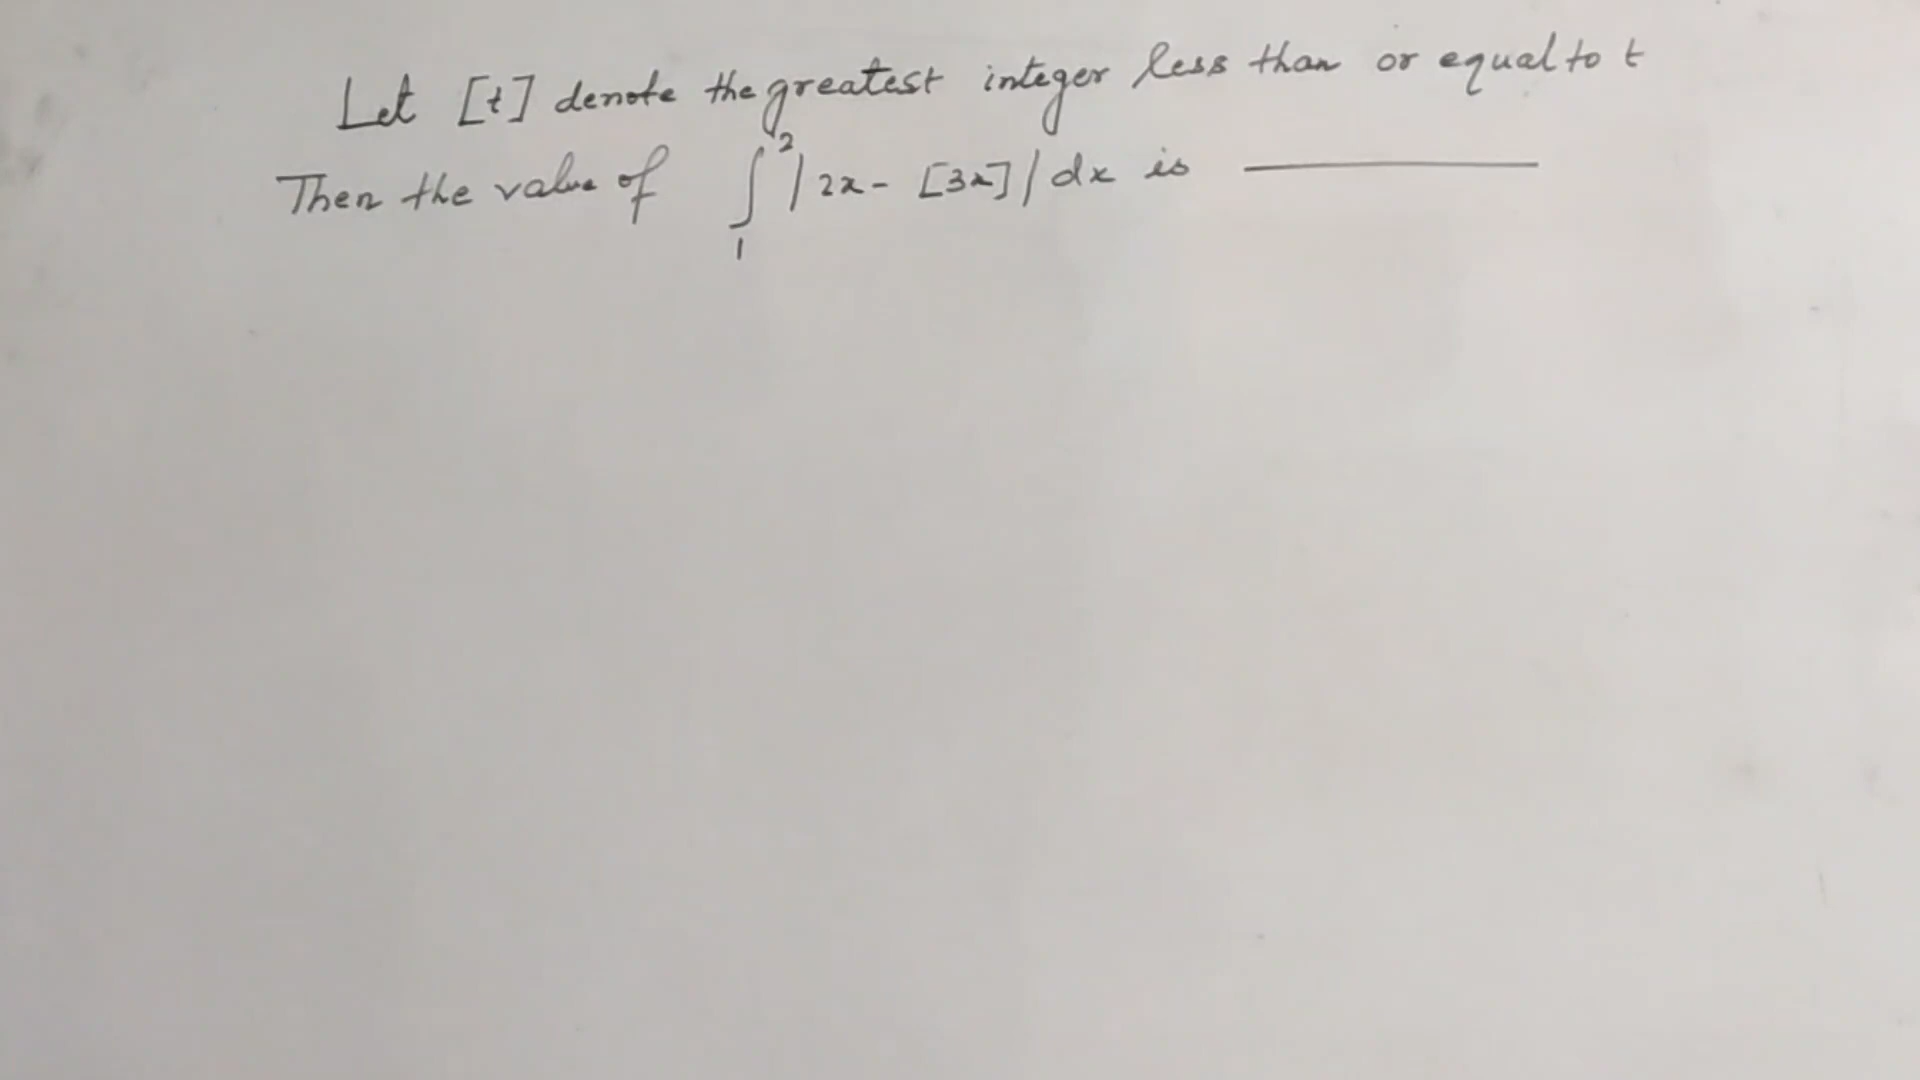 Let [t] denote the greatest integer less than or equal to t
Then the value of ∫₁² |2x - [3x]| dx is ______